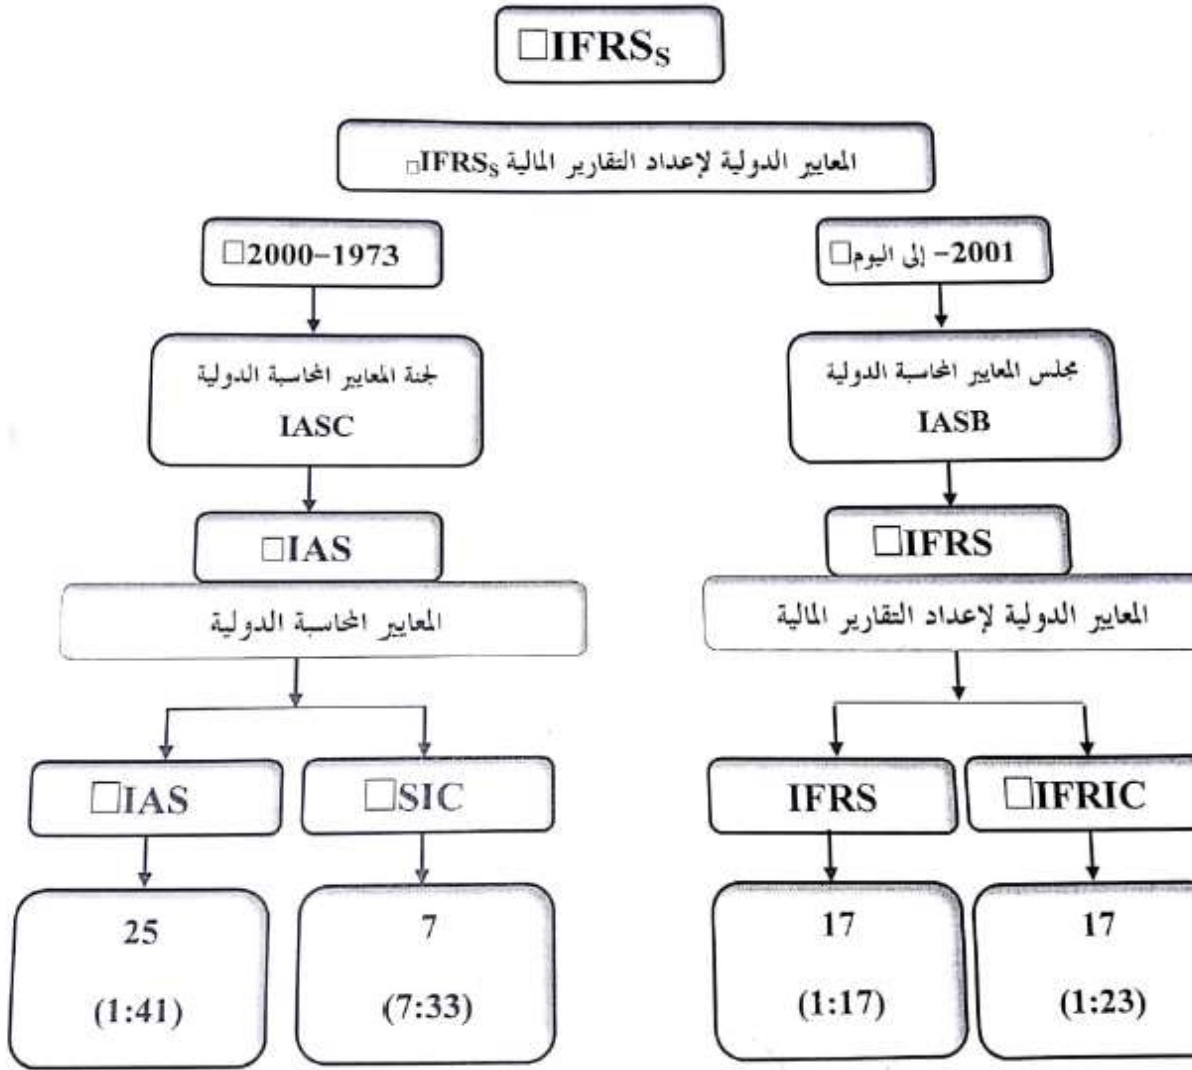 □IFRSs
المعايير الدولية لإعداد التقارير المالية IFRSs□
□2000–1973
2001– إلى اليوم□
لجنة المعايير المحاسبة الدولية
IASC
مجلس المعايير المحاسبة الدولية
IASB
□IAS
□IFRS
المعايير المحاسبة الدولية
المعايير الدولية لإعداد التقارير المالية
□IAS
□SIC
IFRS
□IFRIC
25
(1:41)
7
(7:33)
17
(1:17)
17
(1:23)